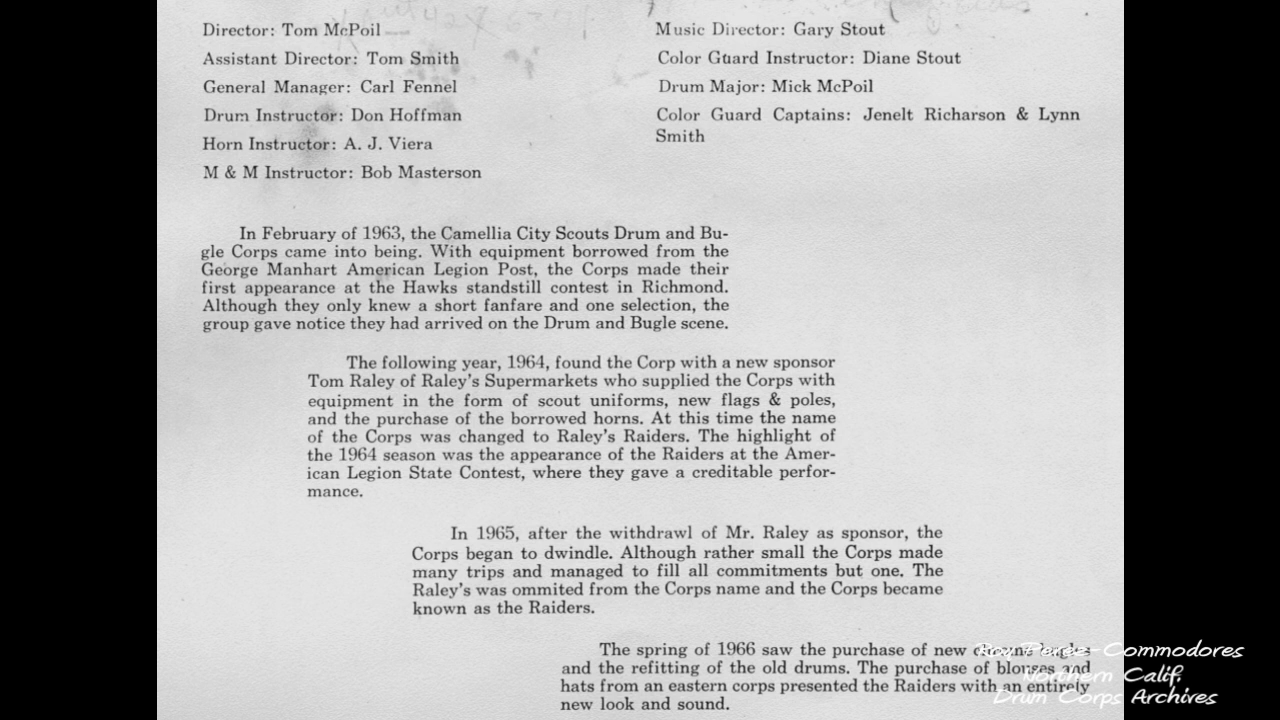 Director: Tom McPoil
Assistant Director: Tom Smith
General Manager: Carl Fennel
Drum Instructor: Don Hoffman
Horn Instructor: A. J. Viera
M & M Instructor: Bob Masterson
Music Director: Gary Stout
Color Guard Instructor: Diane Stout
Drum Major: Mick McPoil
Color Guard Captains: Jenelt Richarson & Lynn
Smith
In February of 1963, the Camellia City Scouts Drum and Bu-
gle Corps came into being. With equipment borrowed from the
George Manhart American Legion Post, the Corps made their
first appearance at the Hawks standstill contest in Richmond.
Although they only knew a short fanfare and one selection, the
group gave notice they had arrived on the Drum and Bugle scene.
The following year, 1964, found the Corp with a new sponsor
Tom Raley of Raley's Supermarkets who supplied the Corps with
equipment in the form of scout uniforms, new flags & poles,
and the purchase of the borrowed horns. At this time the name
of the Corps was changed to Raley's Raiders. The highlight of
the 1964 season was the appearance of the Raiders at the Amer-
ican Legion State Contest, where they gave a creditable perfor-
mance.
In 1965, after the withdrawl of Mr. Raley as sponsor, the
Corps began to dwindle. Although rather small the Corps made
many trips and managed to fill all commitments but one. The
Raley's was ommited from the Corps name and the Corps became
known as the Raiders.
The spring of 1966 saw the purchase of new
and the refitting of the old drums. The purchase of blouses and
hats from an eastern corps presented the Raiders with an entirely
new look and sound.
Roy Perez-Commodores
Northern Calif.
Drum Corps Archives